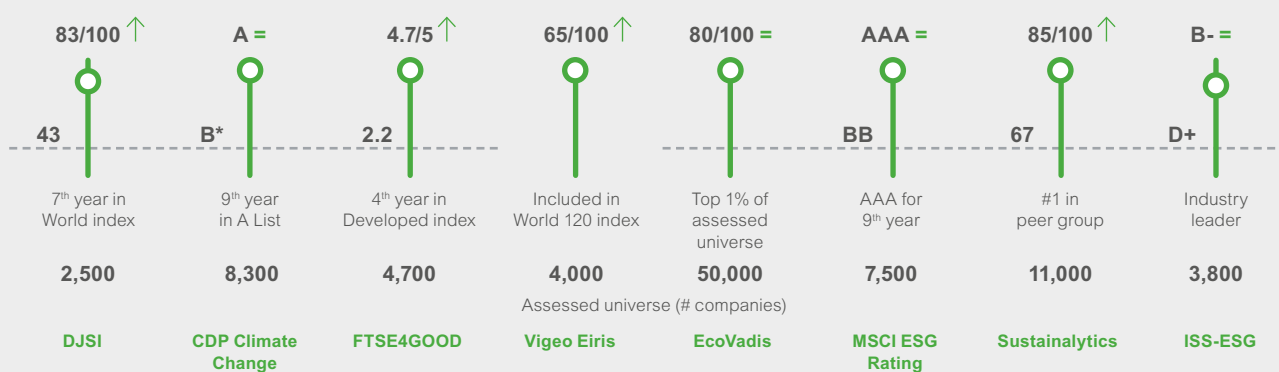 83/100 ↑ A = 4.7/5 ↑ 65/100 ↑ 80/100 = AAA = 85/100 ↑ B- =
43 B* 2.2 BB 67 D+
7th year in 9th year 4th year in Included in Top 1% of AAA for #1 in Industry
World index in A List Developed index World 120 index assessed 9th year peer group leader
universe
2,500 8,300 4,700 4,000 50,000 7,500 11,000 3,800
Assessed universe (# companies)
DJSI CDP Climate FTSE4GOOD Vigeo Eiris EcoVadis MSCI ESG Sustainalytics ISS-ESG
Change Rating